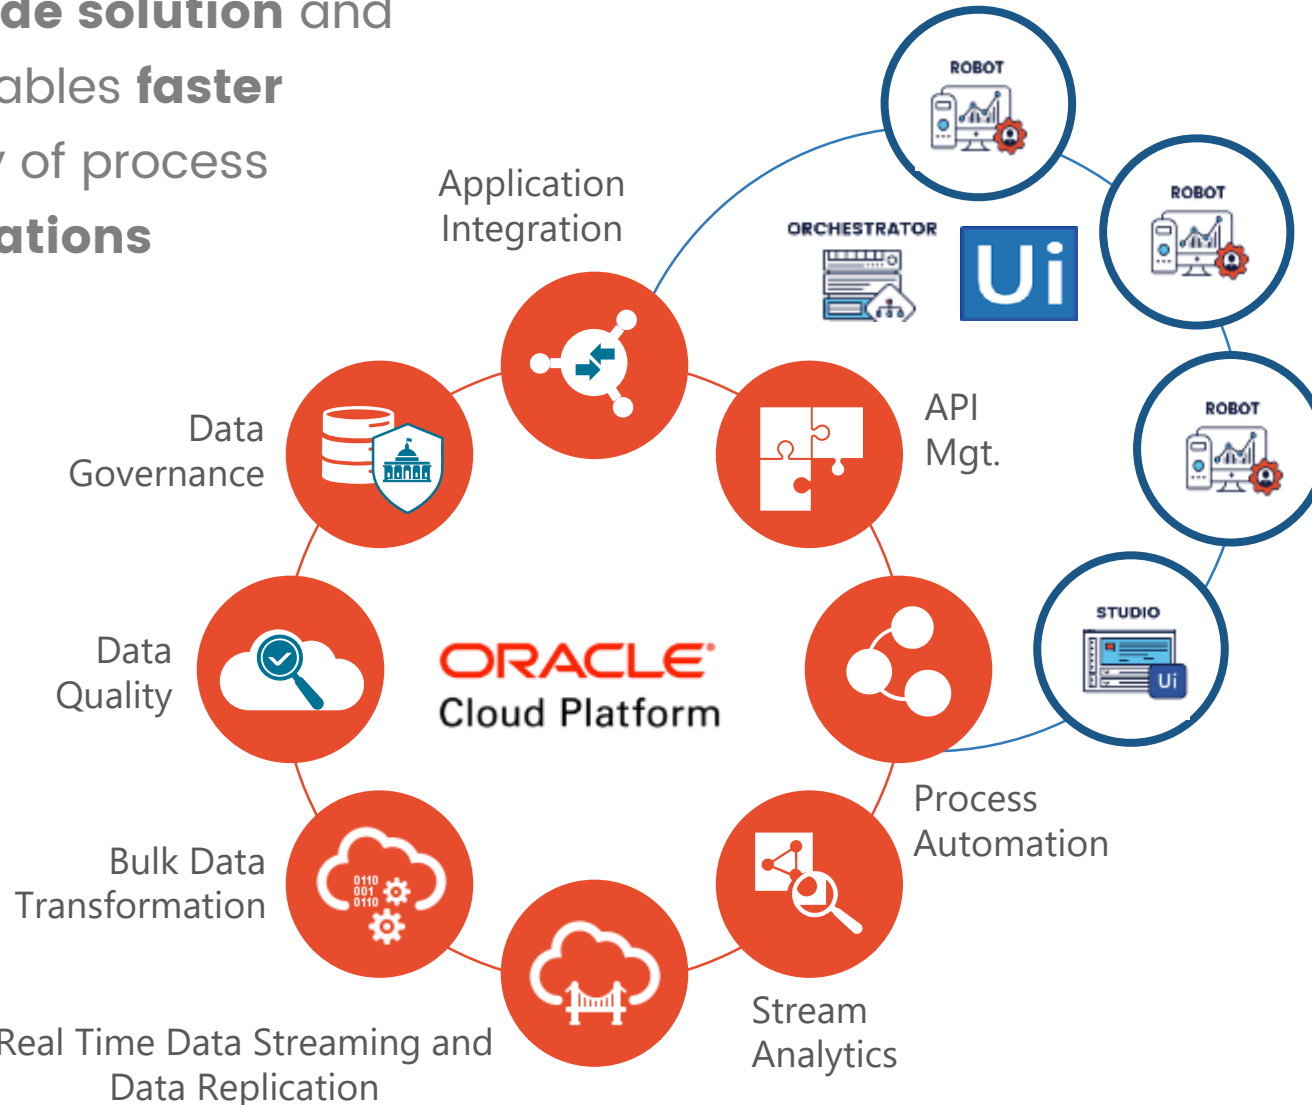 de solution and
ables faster
y of process
ations
ROBOT
Application
Integration
ROBOT
ORCHESTRATOR
Ui
API
Mgt.
ROBOT
Data
Governance
STUDIO
Ui
Data
Quality
ORACLE
Cloud Platform
Process
Automation
Bulk Data
Transformation
0110
001
0110
Stream
Analytics
Real Time Data Streaming and
Data Replication